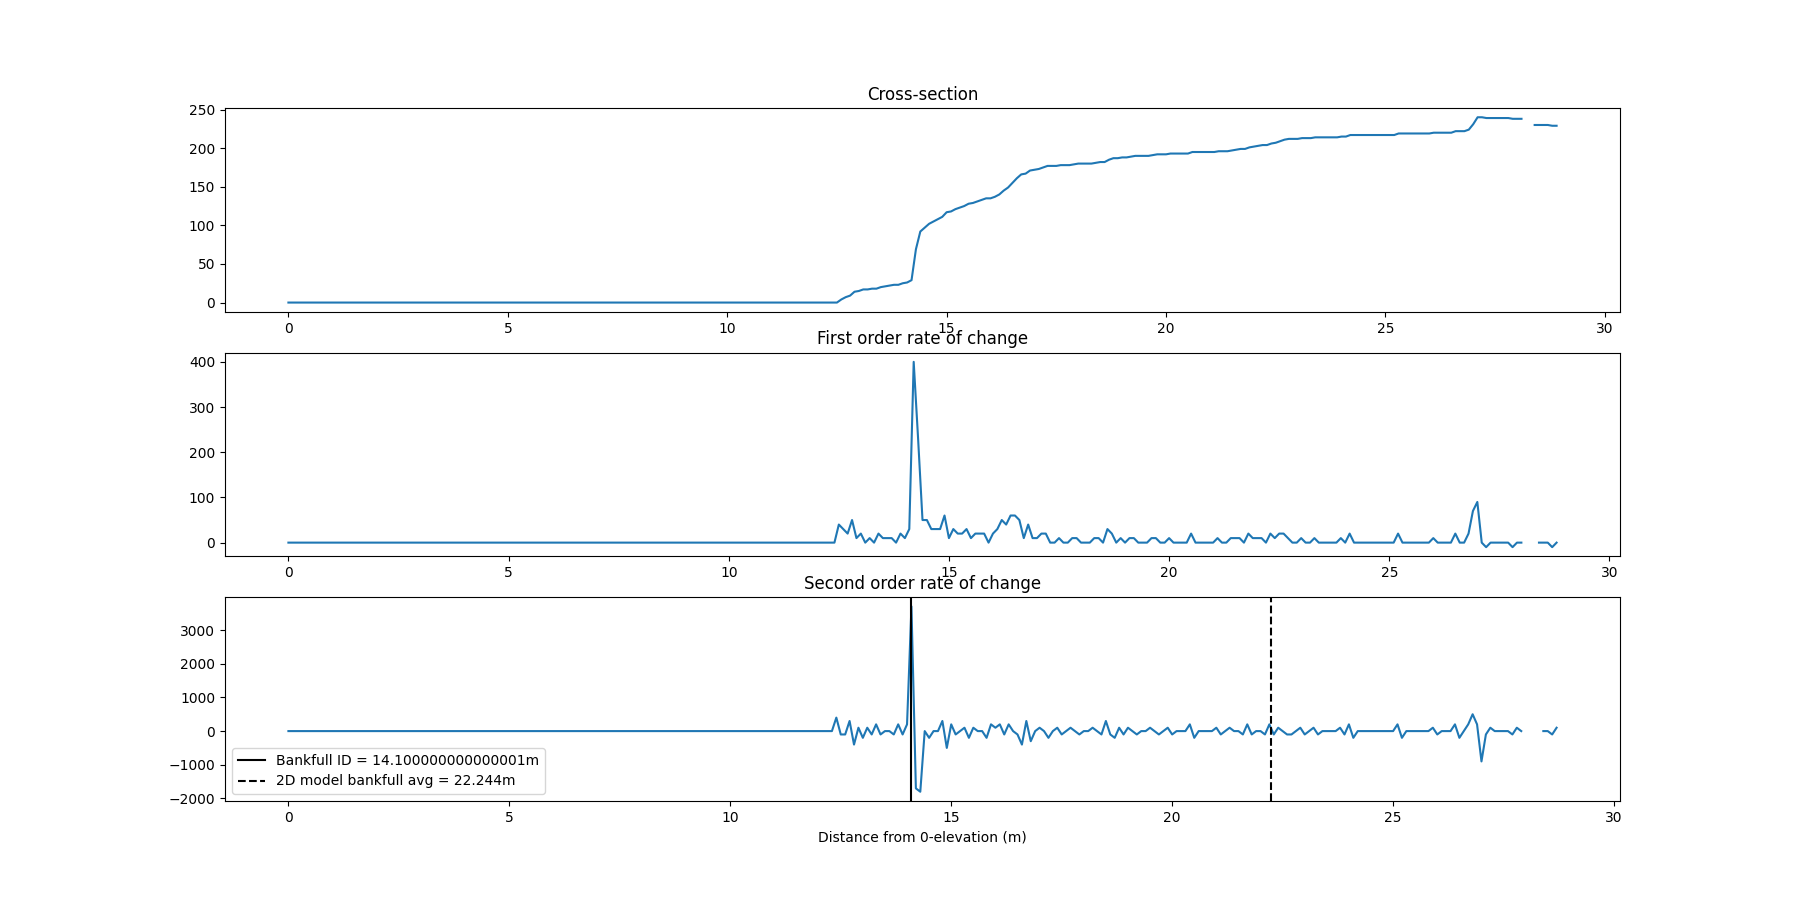 Cross-section
250
200
150
100
50
0
0 5 10 15 20 25 30
First order rate of change
400
300
200
100
0
0 5 10 15 20 25 30
Second order rate of change
3000
2000
1000
0
−1000
−2000
Bankfull ID = 14.100000000000001m
2D model bankfull avg = 22.244m
0 5 10 15 20 25 30
Distance from 0-elevation (m)